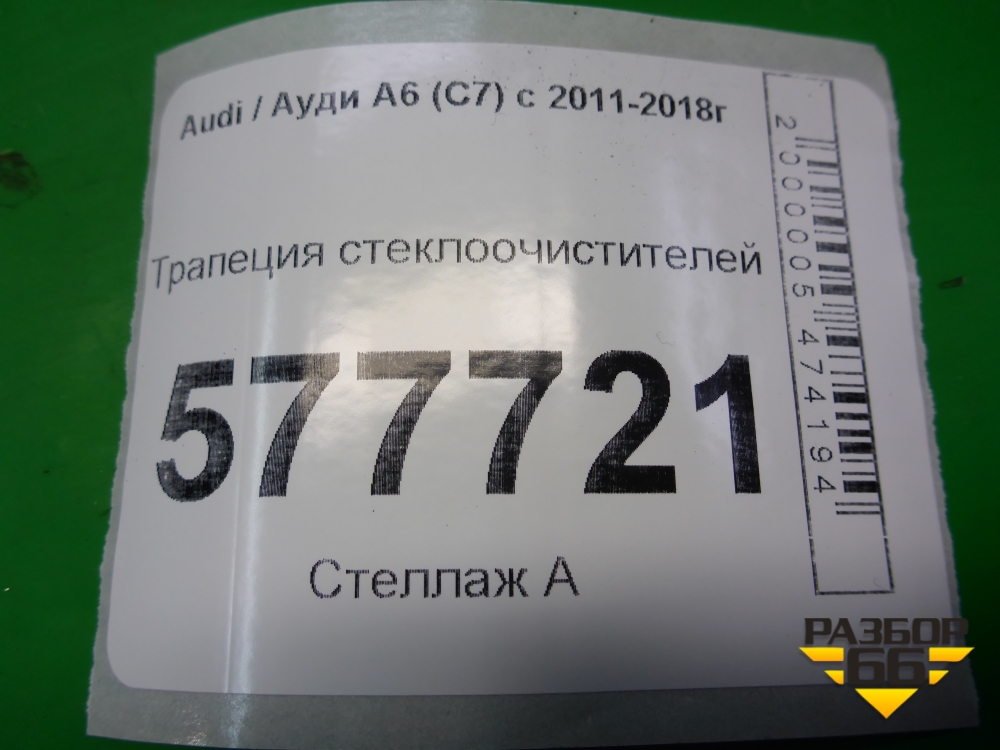 Audi / Ауди А6 (С7) с 2011-2018г
Трапеция стеклоочистителей
577721
Стеллаж А
2000005474194
РАЗБОР
66